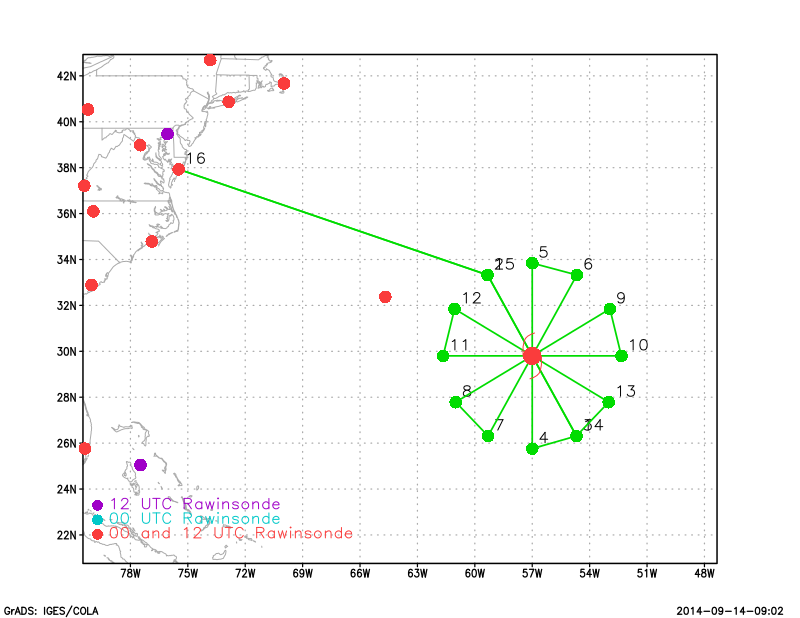 42N
40N
38N
36N
34N
32N
30N
28N
26N
24N
22N
16
5
6
12
9
11
10
8
13
7
4
12 UTC Rawinsonde
00 UTC Rawinsonde
00 and 12 UTC Rawinsonde
78W 75W 72W 69W 66W 63W 60W 57W 54W 51W 48W
GrADS: IGES/COLA 2014-09-14-09:02